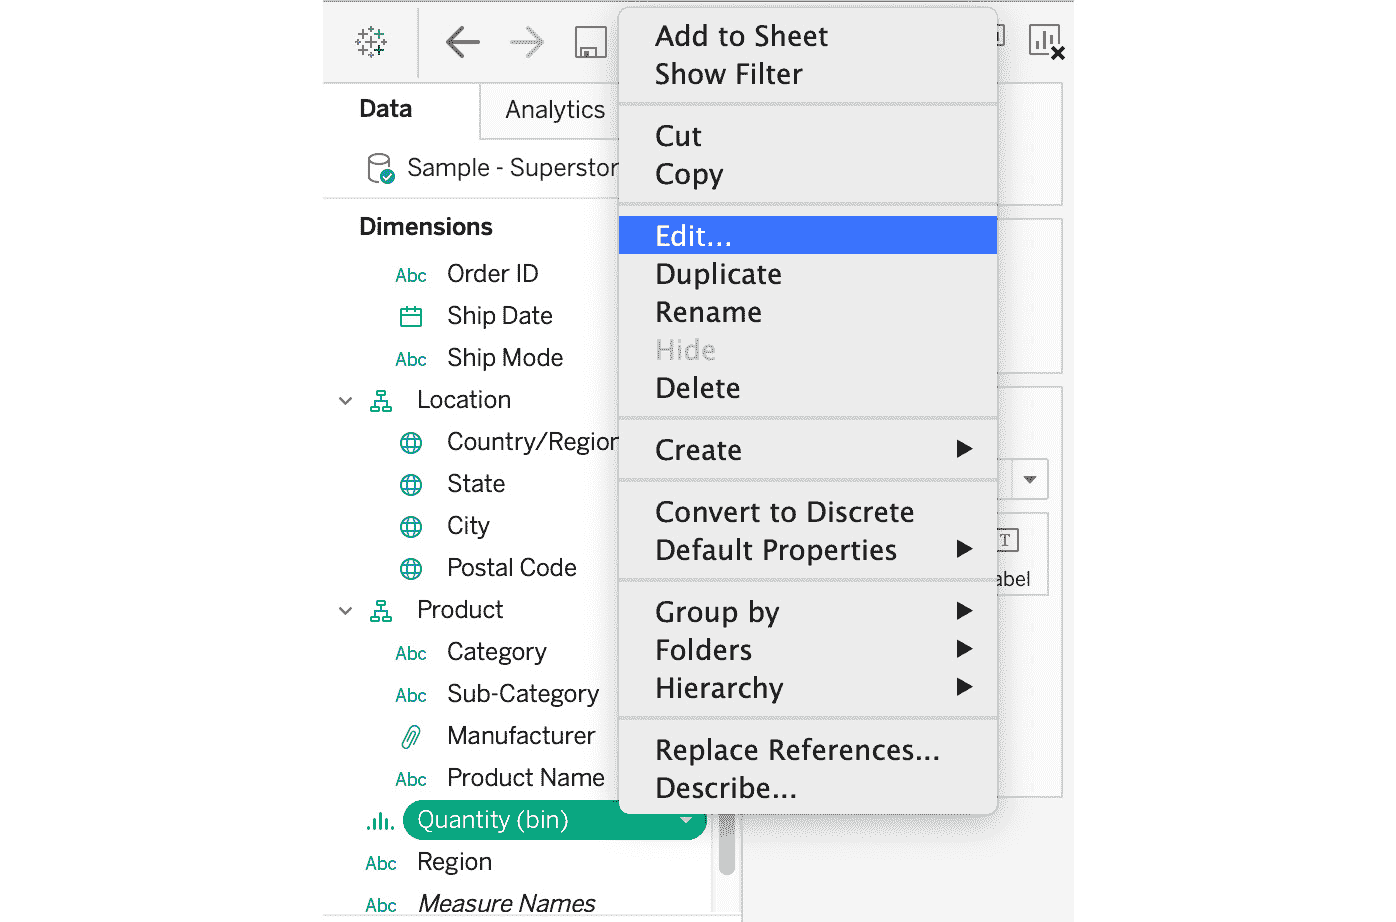 Data
Analytics
Sample - Superstor
Dimensions
Abc Order ID
Ship Date
Abc Ship Mode
Location
Country/Region
State
City
Postal Code
Product
Abc Category
Abc Sub-Category
Manufacturer
Abc Product Name
Quantity (bin)
Abc Region
Abc Measure Names
Add to Sheet
Show Filter
Cut
Copy
Edit...
Duplicate
Rename
Hide
Delete
Create
Convert to Discrete
Default Properties
Group by
Folders
Hierarchy
Replace References...
Describe...
T
abel